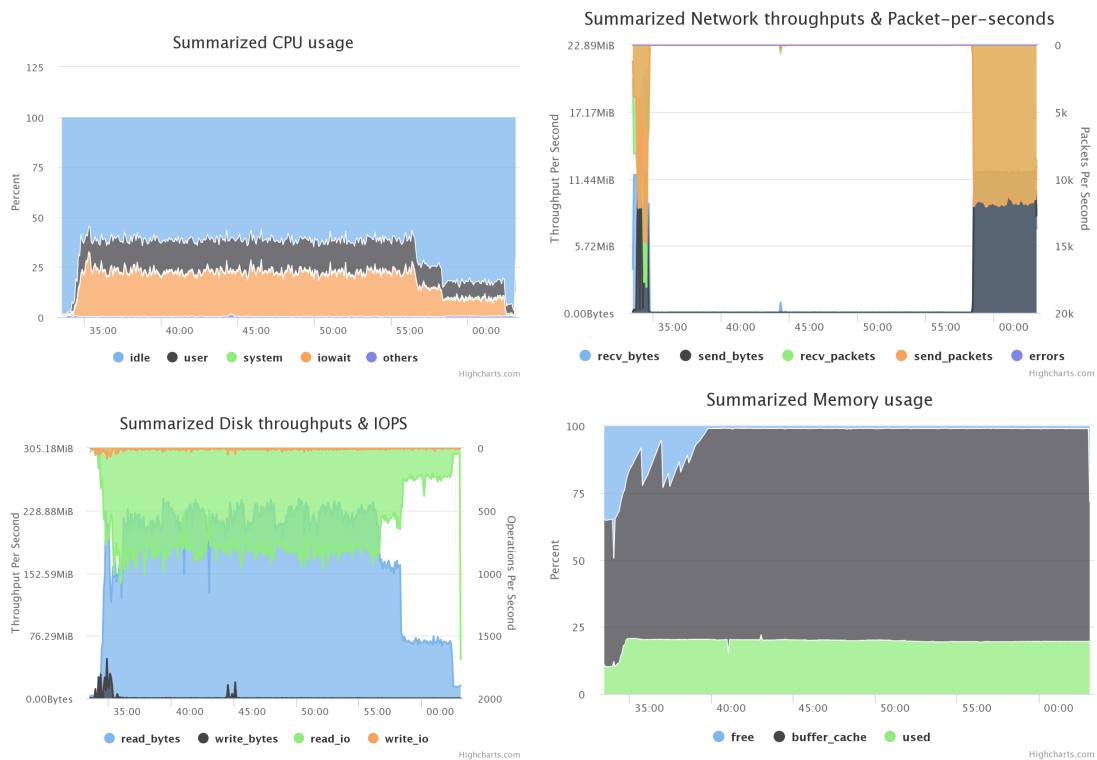 Summarized CPU usage
125
100
75
50
25
0
Percent
35:00 40:00 45:00 50:00 55:00 00:00
idle user system iowait others
Highcharts.com
Summarized Network throughputs & Packet-per-seconds
22.89MiB
17.17MiB
11.44MiB
5.72MiB
0.00Bytes
Throughput Per Second
0
5k
10k
15k
20k
Packets Per Second
35:00 40:00 45:00 50:00 55:00 00:00
recv_bytes send_bytes recv_packets send_packets errors
Highcharts.com
Summarized Disk throughputs & IOPS
305.18MiB
228.88MiB
152.59MiB
76.29MiB
0.00Bytes
Throughput Per Second
0
500
1000
1500
2000
Operations Per Second
35:00 40:00 45:00 50:00 55:00 00:00
read_bytes write_bytes read_io write_io
Highcharts.com
Summarized Memory usage
100
75
50
25
0
Percent
35:00 40:00 45:00 50:00 55:00 00:00
free buffer_cache used
Highcharts.com